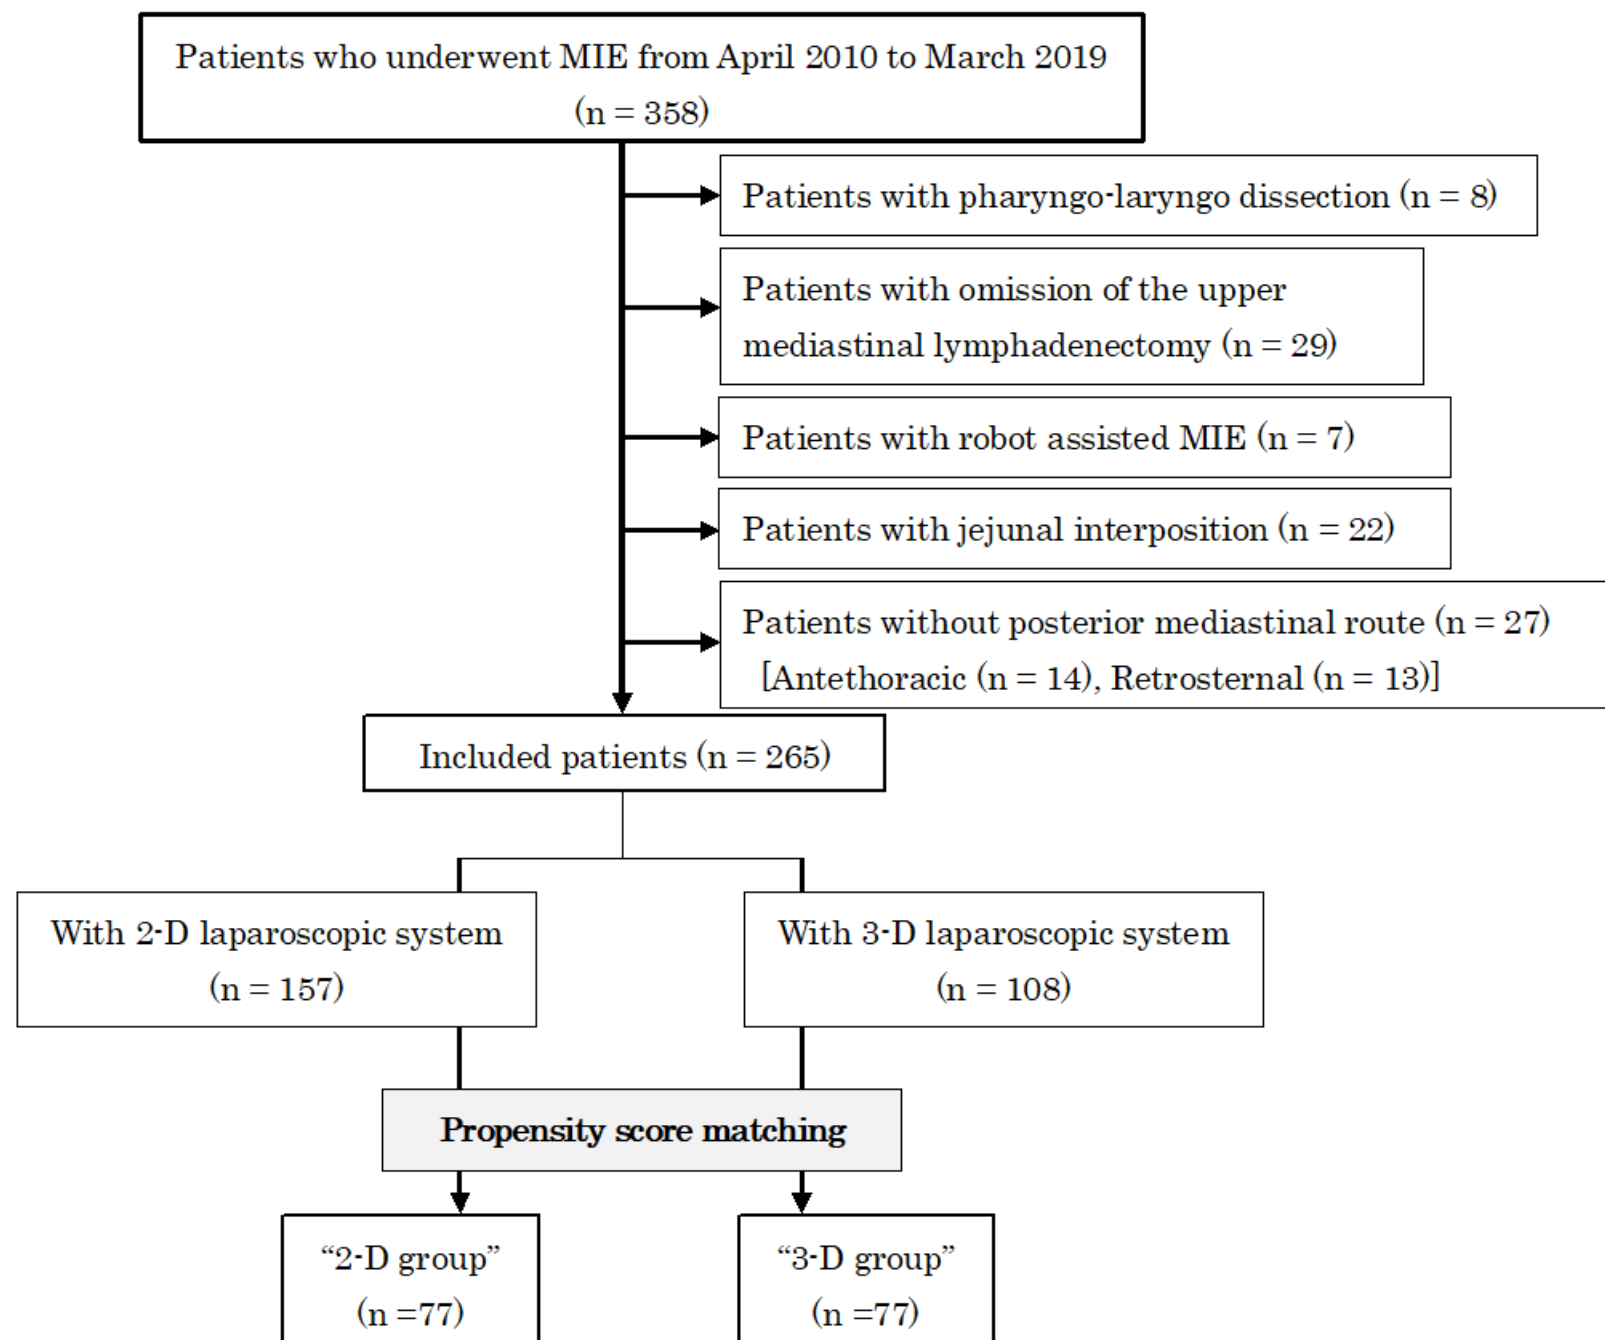 Patients who underwent MIE from April 2010 to March 2019
(n = 358)
Patients with pharyngo-laryngo dissection (n = 8)
Patients with omission of the upper
mediastinal lymphadenectomy (n = 29)
Patients with robot assisted MIE (n = 7)
Patients with jejunal interposition (n = 22)
Patients without posterior mediastinal route (n = 27)
[Antethoracic (n = 14), Retrosternal (n = 13)]
Included patients (n = 265)
With 2-D laparoscopic system
(n = 157)
With 3-D laparoscopic system
(n = 108)
Propensity score matching
“2-D group”
(n =77)
“3-D group”
(n =77)